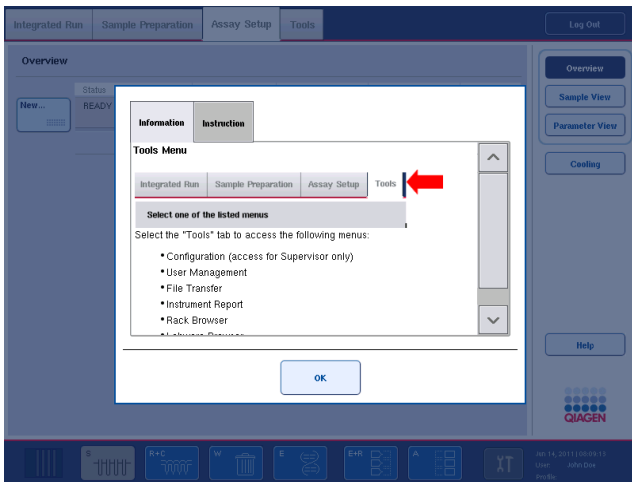 Integrated Run Sample Preparation Assay Setup Tools Log Out
Overview
Overview
Status
New...
READY
Sample View
Parameter View
Cooling
Information Instruction
Tools Menu
Integrated Run Sample Preparation Assay Setup Tools
Select one of the listed menus
Select the "Tools" tab to access the following menus:
• Configuration (access for Supervisor only)
• User Management
• File Transfer
• Instrument Report
• Rack Browser
OK
Help
QIAGEN
S R+C W E E+R A
Jan 14, 2011 | 00:09:11
User John Dox
Profile